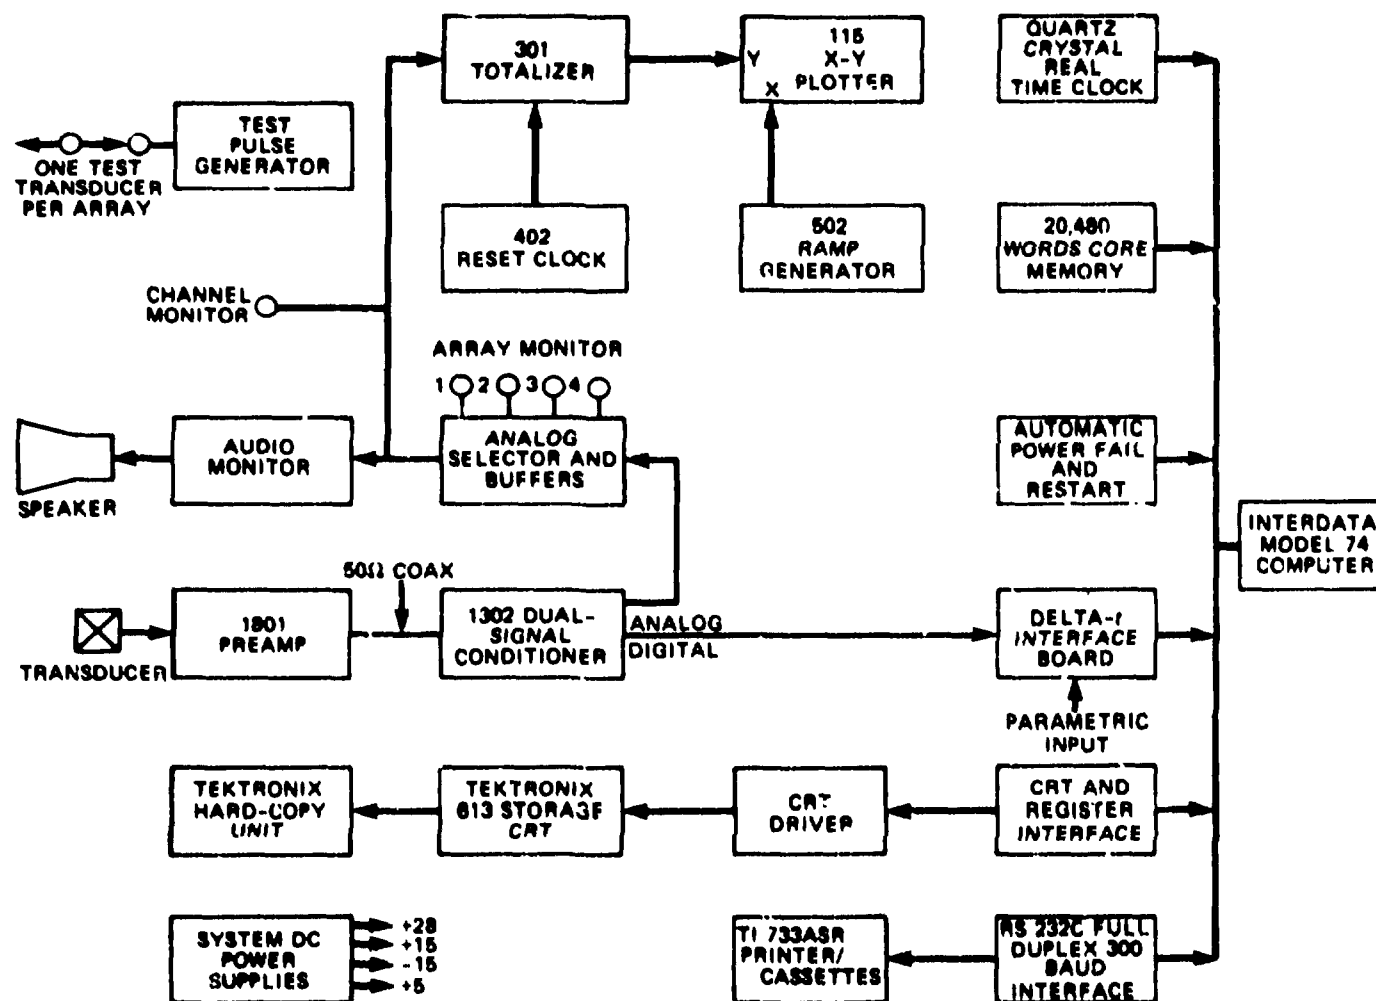 301
TOTALIZER
115
X-Y
PLOTTER
Y
X
QUARTZ
CRYSTAL
REAL
TIME CLOCK
TEST
PULSE
GENERATOR
ONE TEST
TRANSDUCER
PER ARRAY
402
RESET CLOCK
502
RAMP
GENERATOR
20,480
WORDS CORE
MEMORY
CHANNEL
MONITOR
ARRAY MONITOR
1 2 3 4
SPEAKER
AUDIO
MONITOR
ANALOG
SELECTOR AND
BUFFERS
AUTOMATIC
POWER FAIL
AND
RESTART
INTERDATA
MODEL 74
COMPUTER
50Ω COAX
TRANSDUCER
1801
PREAMP
1302 DUAL-
SIGNAL
CONDITIONER
ANALOG
DIGITAL
DELTA-t
INTERFACE
BOARD
PARAMETRIC
INPUT
TEKTRONIX
HARD-COPY
UNIT
TEKTRONIX
613 STORAGE
CRT
CRT
DRIVER
CRT AND
REGISTER
INTERFACE
SYSTEM DC
POWER
SUPPLIES
+28
+15
-15
+5
TI 733ASR
PRINTER/
CASSETTES
RS 232C FULL
DUPLEX 300
BAUD
INTERFACE